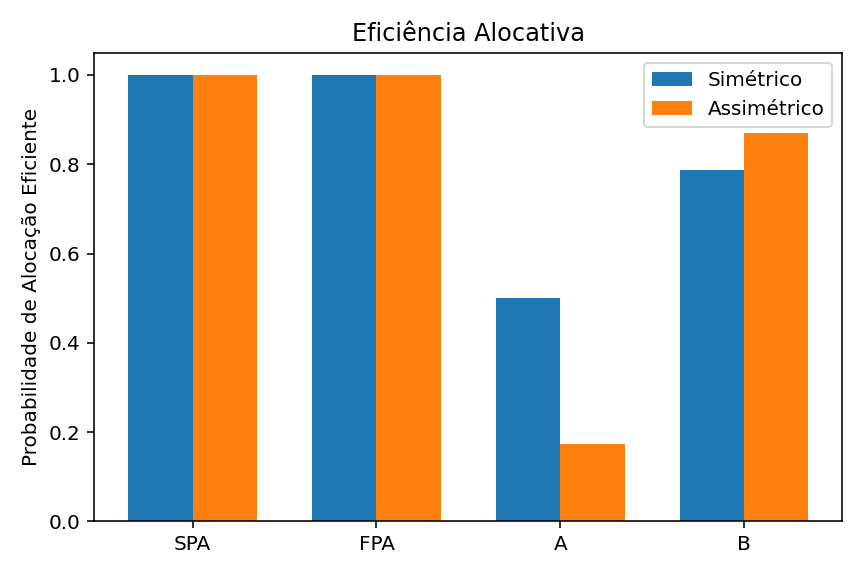 Eficiência Alocativa
Probabilidade de Alocação Eficiente
1.0
0.8
0.6
0.4
0.2
0.0
Simétrico
Assimétrico
SPA
FPA
A
B